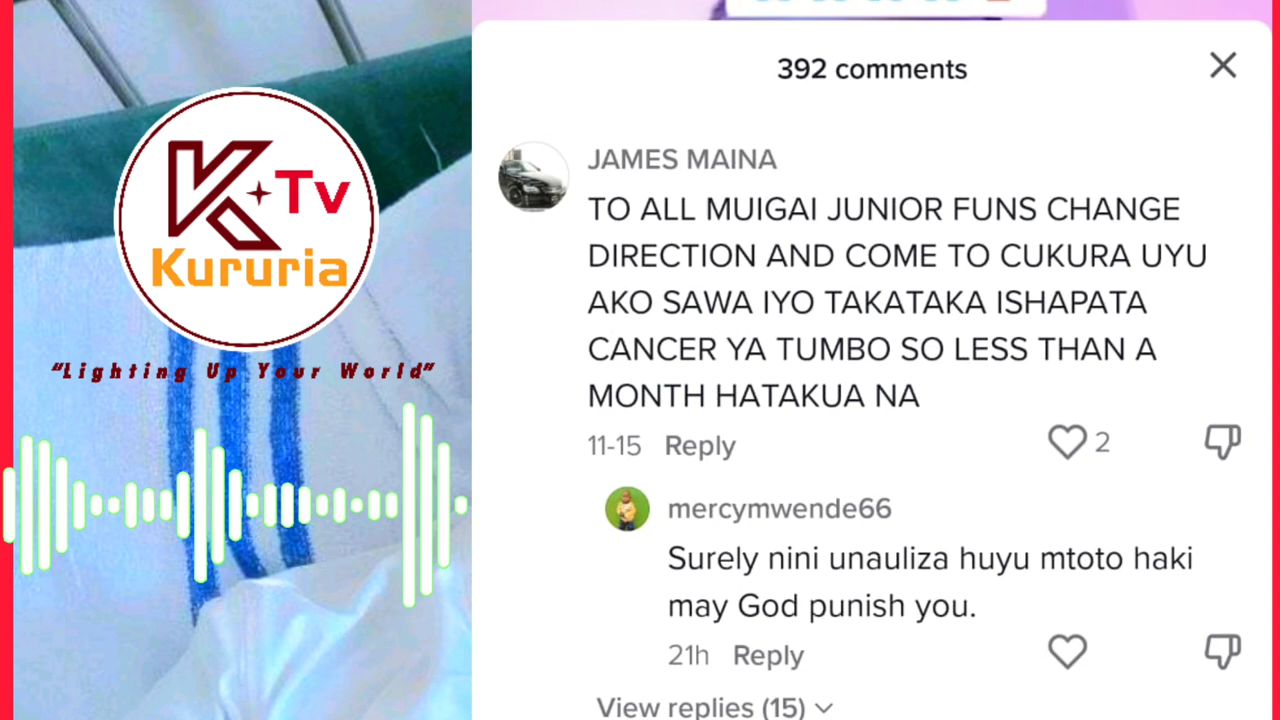 392 comments
K Tv
Kururia
"Lighting Up Your World"
JAMES MAINA
TO ALL MUIGAI JUNIOR FUNS CHANGE
DIRECTION AND COME TO CUKURA UYU
AKO SAWA IYO TAKATAKA ISHAPATA
CANCER YA TUMBO SO LESS THAN A
MONTH HATAKUA NA
11-15 Reply
2
mercymwende66
Surely nini unauliza huyu mtoto haki
may God punish you.
21h Reply
View replies (15)